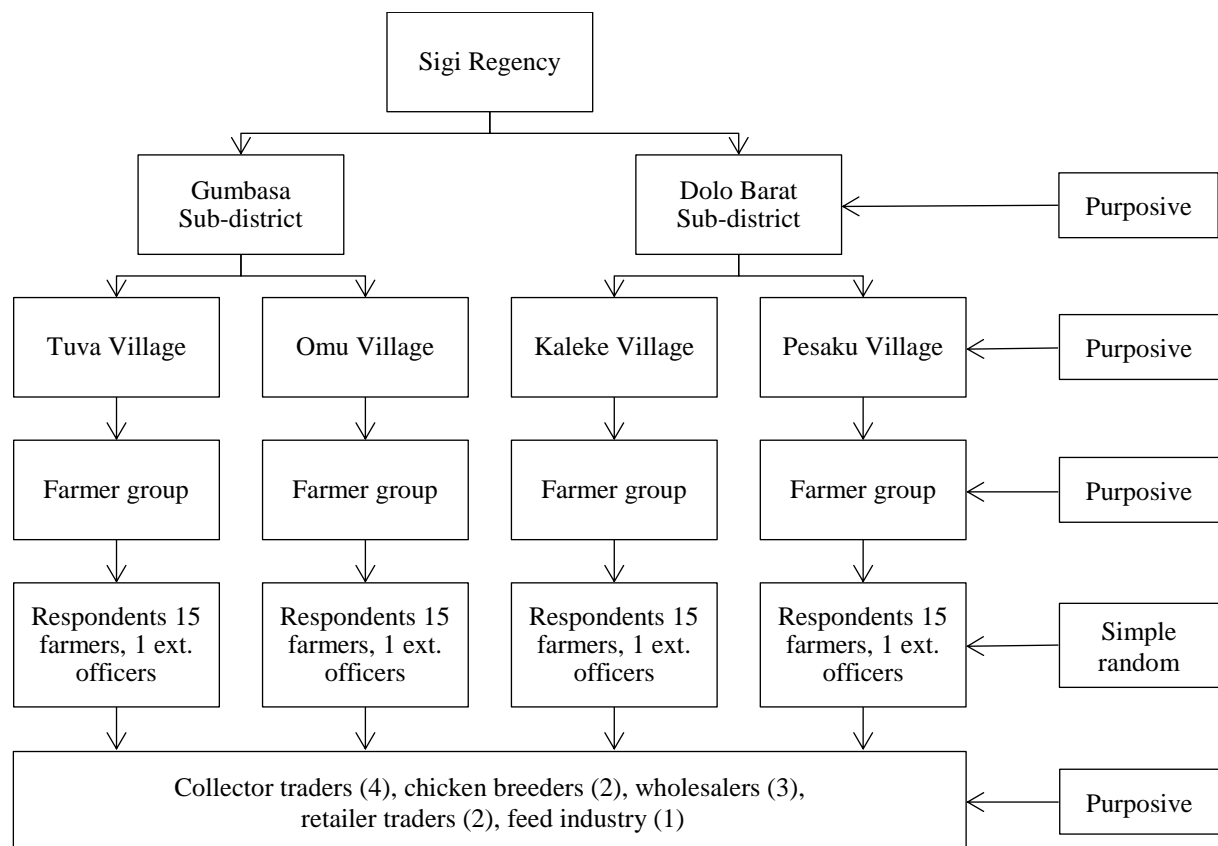 Sigi Regency
Gumbasa
Sub-district
Dolo Barat
Sub-district
Purposive
Tuva Village
Omu Village
Kaleke Village
Pesaku Village
Purposive
Farmer group
Farmer group
Farmer group
Farmer group
Purposive
Respondents 15
farmers, 1 ext.
officers
Respondents 15
farmers, 1 ext.
officers
Respondents 15
farmers, 1 ext.
officers
Respondents 15
farmers, 1 ext.
officers
Simple
random
Collector traders (4), chicken breeders (2), wholesalers (3),
retailer traders (2), feed industry (1)
Purposive